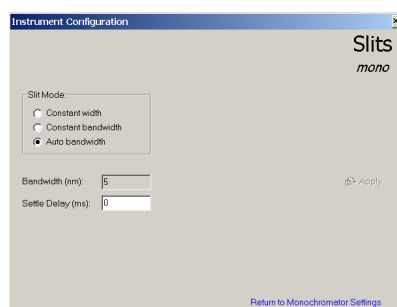 Instrument Configuration
Slits
mono
Slit Mode:
Constant width
Constant bandwidth
Auto bandwidth
Bandwidth (nm): 5
Apply
Settle Delay (ms): 0
Return to Monochromator Settings